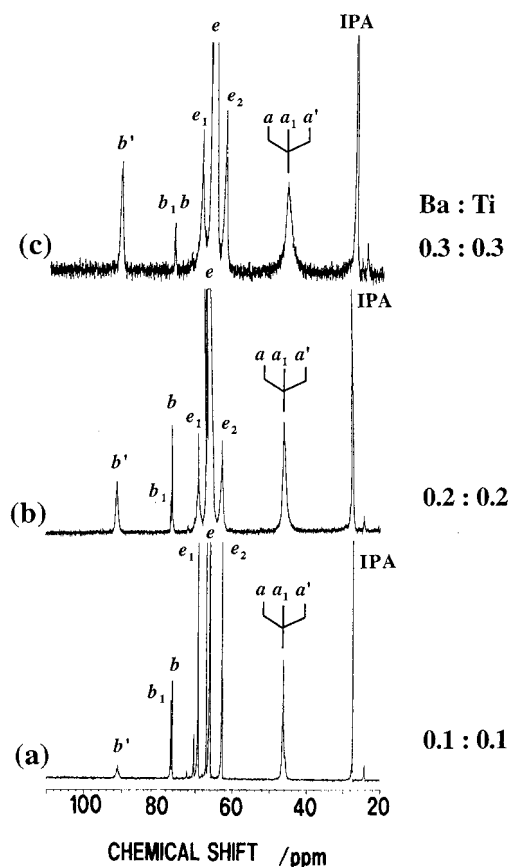 e IPA
e₁ e₂ a a₁ a'
b'
b₁ b Ba : Ti
(c) 0.3 : 0.3
e IPA
a a₁ a'
b e₁ e₂
b'
b₁
(b) 0.2 : 0.2
e₁ e e₂ IPA
a a₁ a'
b
b₁
b'
(a) 0.1 : 0.1
100 80 60 40 20
CHEMICAL SHIFT /ppm